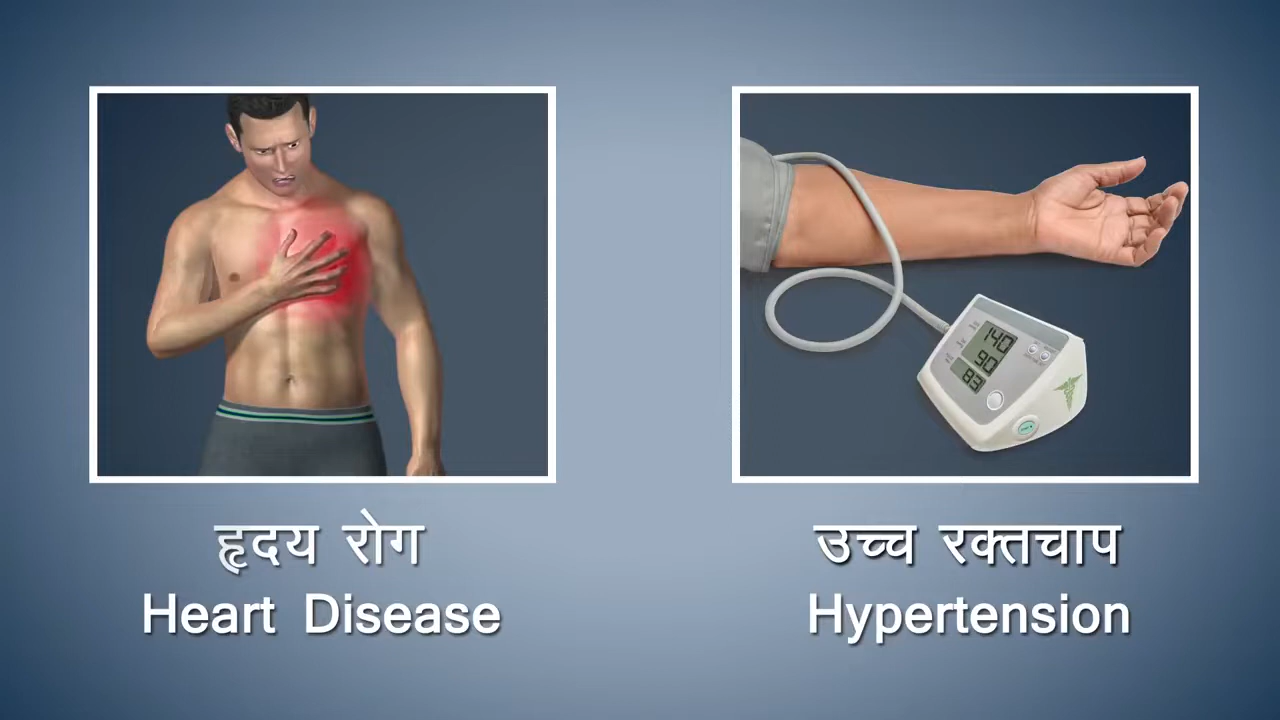 हृदय रोग
Heart Disease
140
90
83
उच्च रक्तचाप
Hypertension